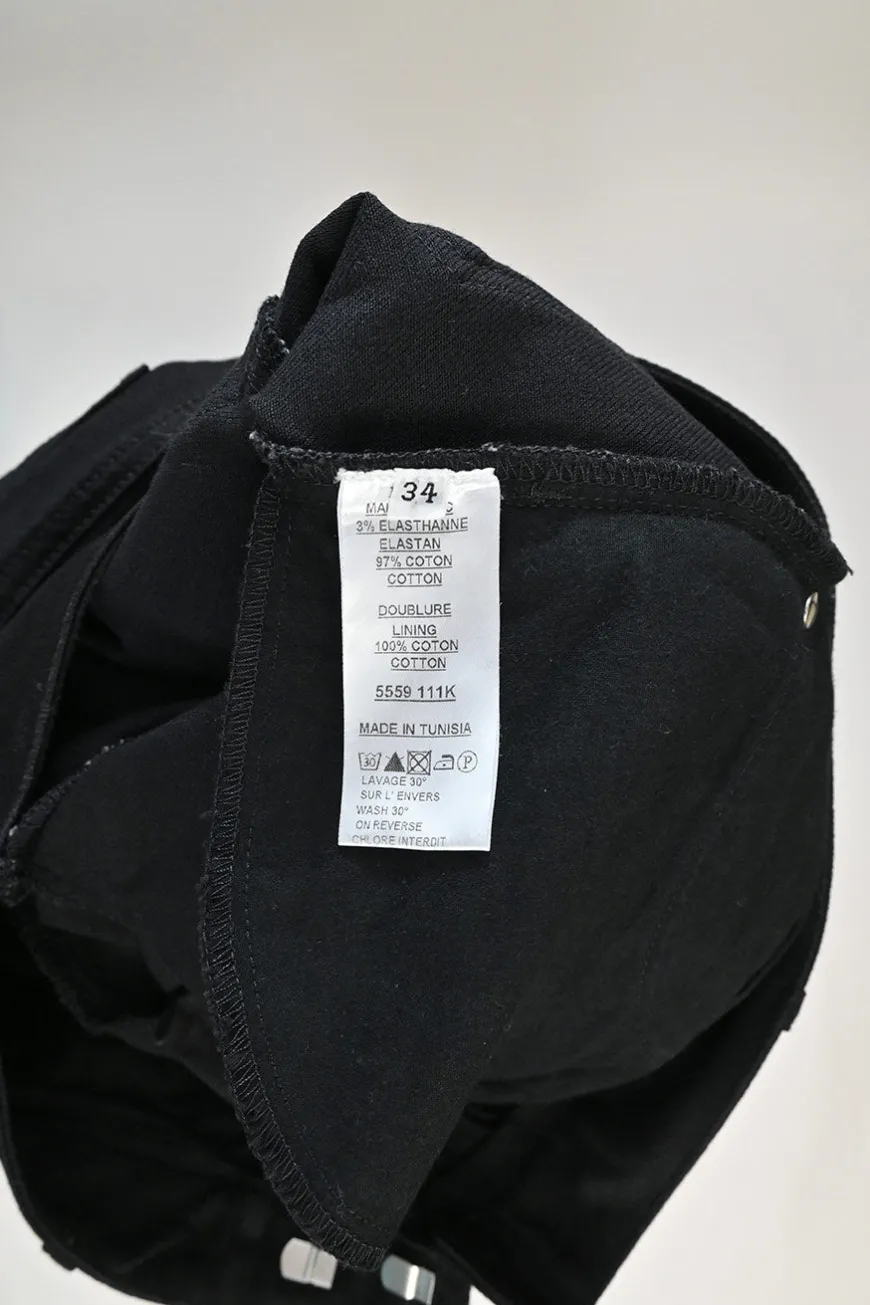 34
3% ELASTHANNE
ELASTAN
97% COTON
COTTON
DOUBLURE
LINING
100% COTON
COTTON
5559 111K
MADE IN TUNISIA
30 P
LAVAGE 30°
SUR L' ENVERS
WASH 30°
ON REVERSE
CHLORE INTERDIT